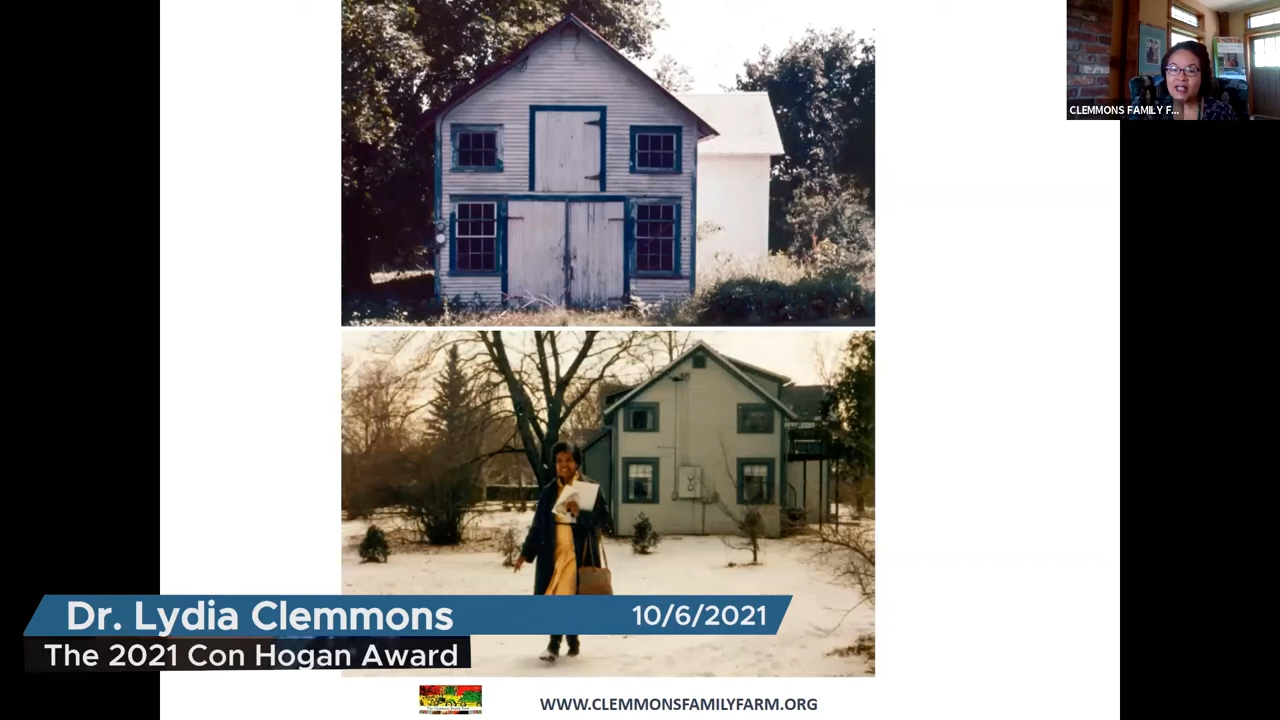 CLEMMONS FAMILY F...
Dr. Lydia Clemmons
10/6/2021
The 2021 Con Hogan Award
WWW.CLEMMONSFAMILYFARM.ORG